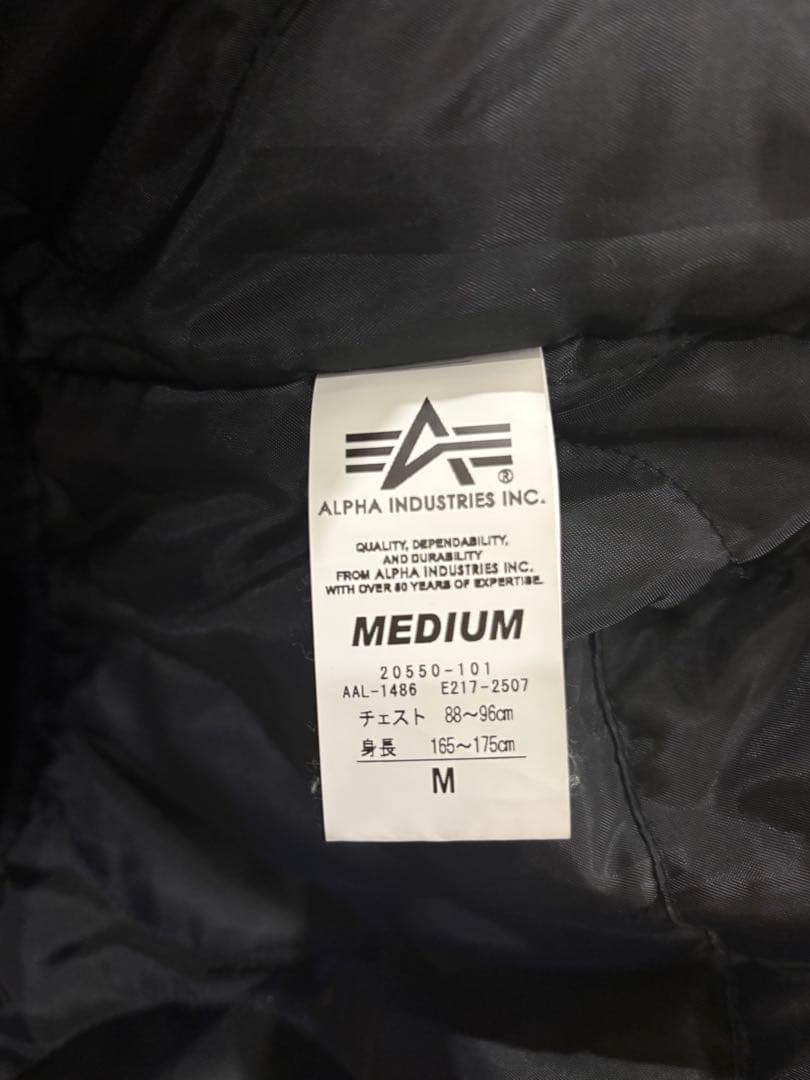 ®
ALPHA INDUSTRIES INC.
QUALITY, DEPENDABILITY,
AND DURABILITY
FROM ALPHA INDUSTRIES INC.
WITH OVER 50 YEARS OF EXPERTISE.
MEDIUM
20550-101
AAL-1486 E217-2507
チェスト 88～96cm
身長 165～175cm
M